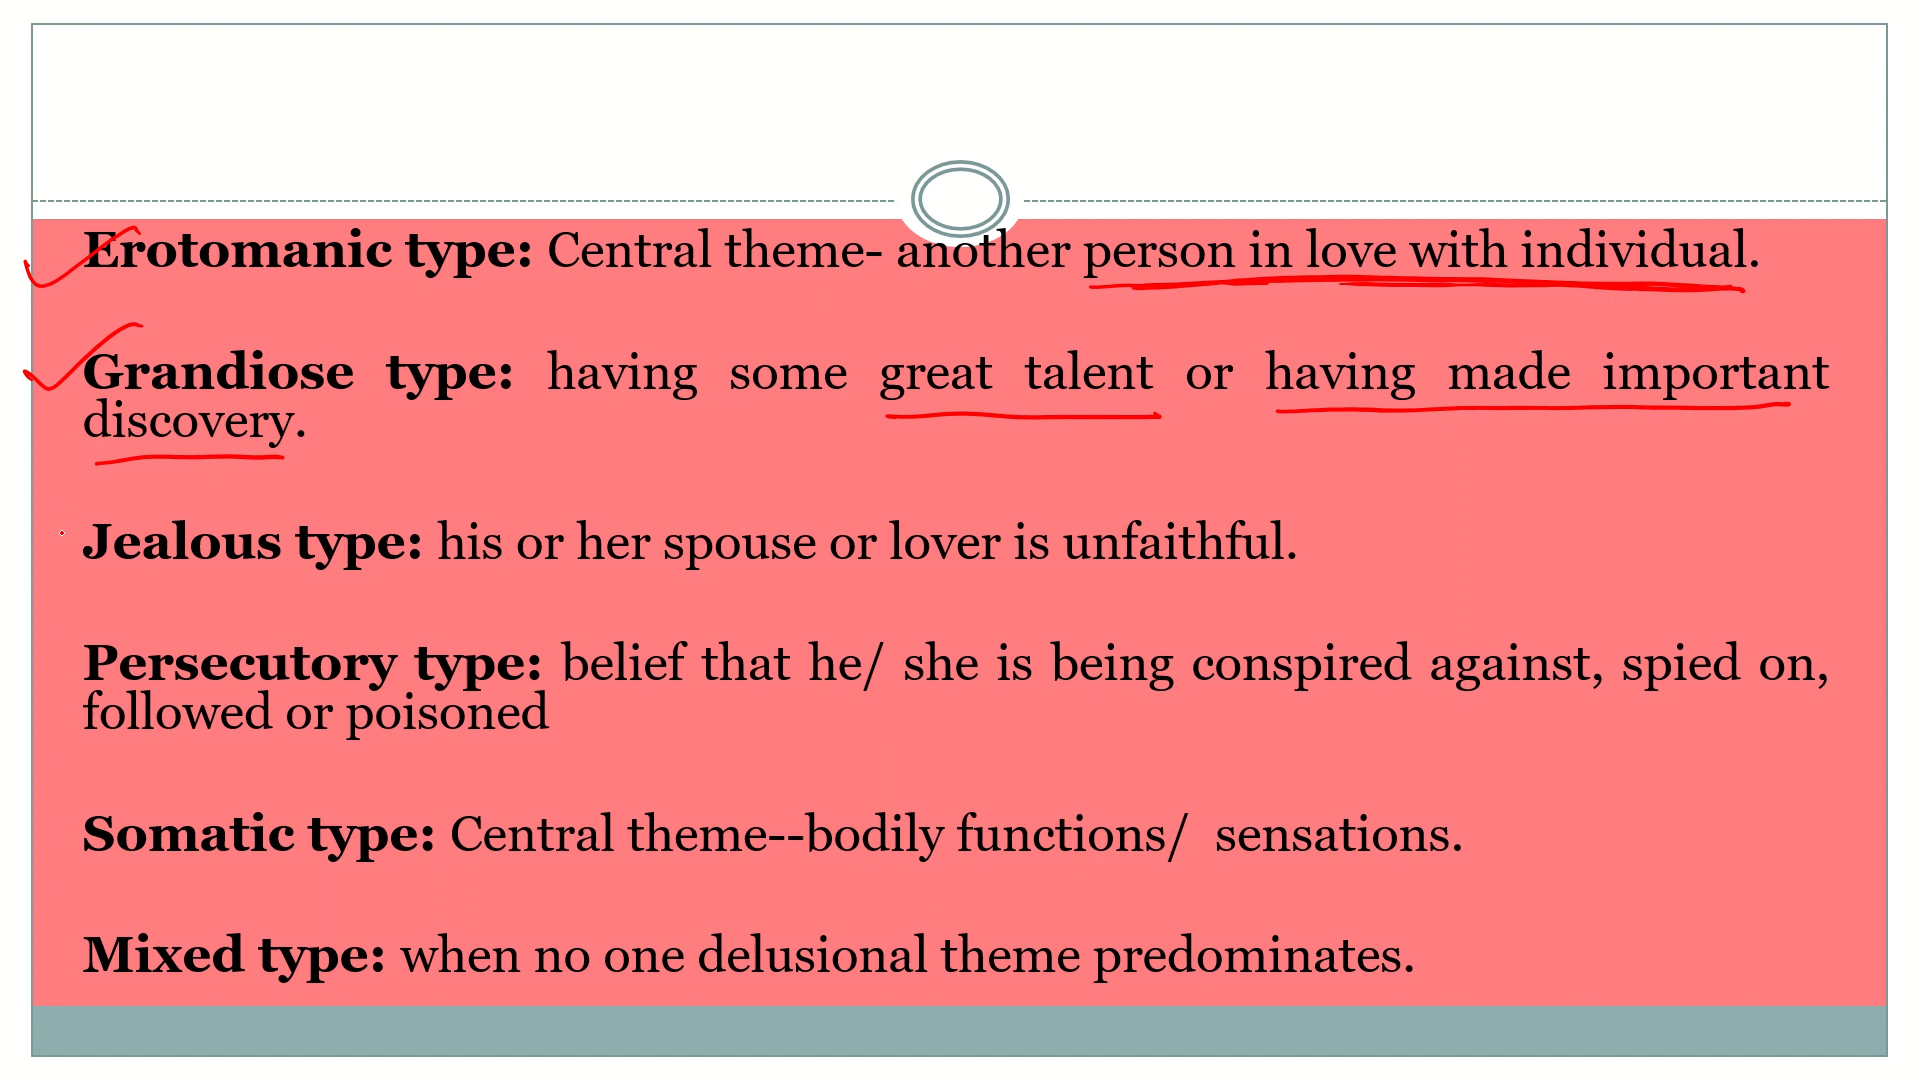 Erotomanic type: Central theme- another person in love with individual.
Grandiose type: having some great talent or having made important
discovery.
Jealous type: his or her spouse or lover is unfaithful.
Persecutory type: belief that he/ she is being conspired against, spied on,
followed or poisoned
Somatic type: Central theme--bodily functions/ sensations.
Mixed type: when no one delusional theme predominates.